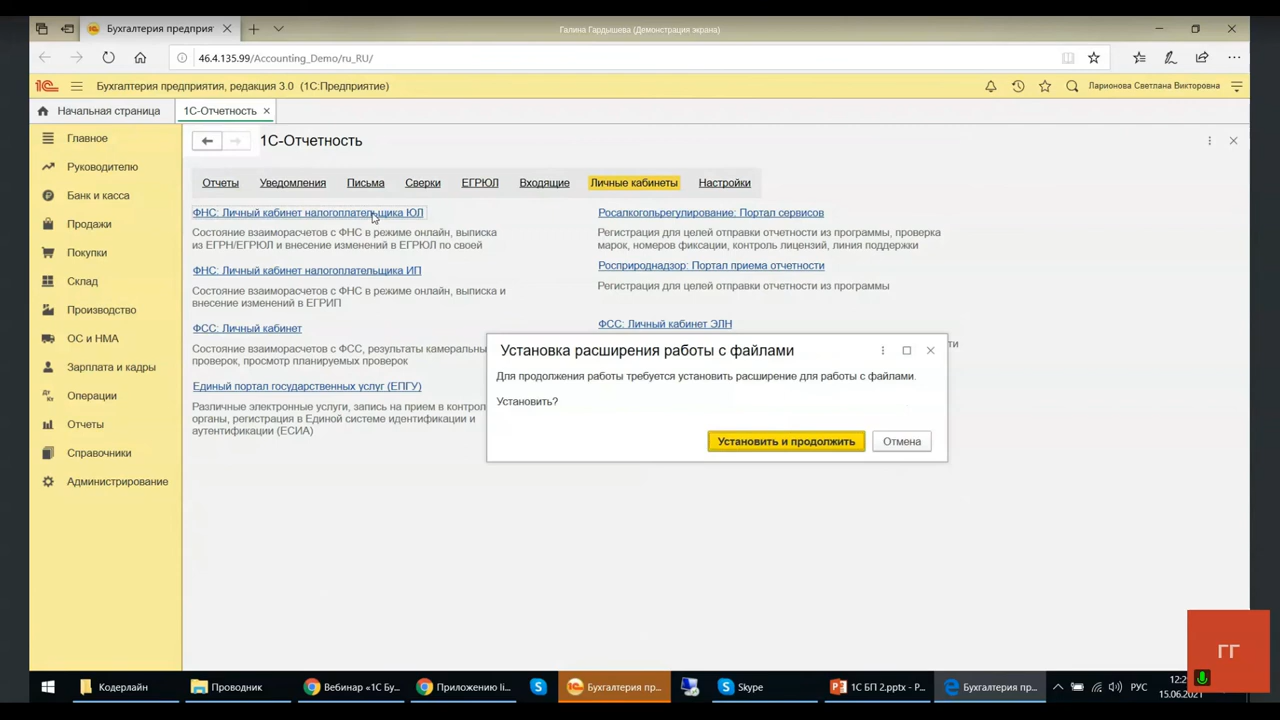 Бухгалтерия предприя
Галина Гардышева (Демонстрация экрана)
46.4.135.99/Accounting_Demo/ru_RU/
1С Бухгалтерия предприятия, редакция 3.0 (1С:Предприятие)
Ларионова Светлана Викторовна
Начальная страница
1С-Отчетность
Главное
Руководителю
Банк и касса
Продажи
Покупки
Склад
Производство
ОС и НМА
Зарплата и кадры
Дт Кт Операции
Отчеты
Справочники
Администрирование
1С-Отчетность
Отчеты Уведомления Письма Сверки ЕГРЮЛ Входящие Личные кабинеты Настройки
ФНС: Личный кабинет налогоплательщика ЮЛ
Состояние взаиморасчетов с ФНС в режиме онлайн, выписка
из ЕГРН/ЕГРЮЛ и внесение изменений в ЕГРЮЛ по своей
ФНС: Личный кабинет налогоплательщика ИП
Состояние взаиморасчетов с ФНС в режиме онлайн, выписка и
внесение изменений в ЕГРИП
ФСС: Личный кабинет
Состояние взаиморасчетов с ФСС, результаты камеральны
проверок, просмотр планируемых проверок
Единый портал государственных услуг (ЕПГУ)
Различные электронные услуги, запись на прием в контрол
органы, регистрация в Единой системе идентификации и
аутентификации (ЕСИА)
Росалкогольрегулирование: Портал сервисов
Регистрация для целей отправки отчетности из программы, проверка
марок, номеров фиксации, контроль лицензий, линия поддержки
Росприроднадзор: Портал приема отчетности
Регистрация для целей отправки отчетности из программы
ФСС: Личный кабинет ЭЛН
сти
Установка расширения работы с файлами
Для продолжения работы требуется установить расширение для работы с файлами.
Установить?
Установить и продолжить
Отмена
ГГ
Кодерлайн
Проводник
Вебинар «1С Бу...
Приложению li...
Бухгалтерия пр...
Skype
1С БП 2.pptx - P...
Бухгалтерия пр...
РУС
12:2
15.06.202